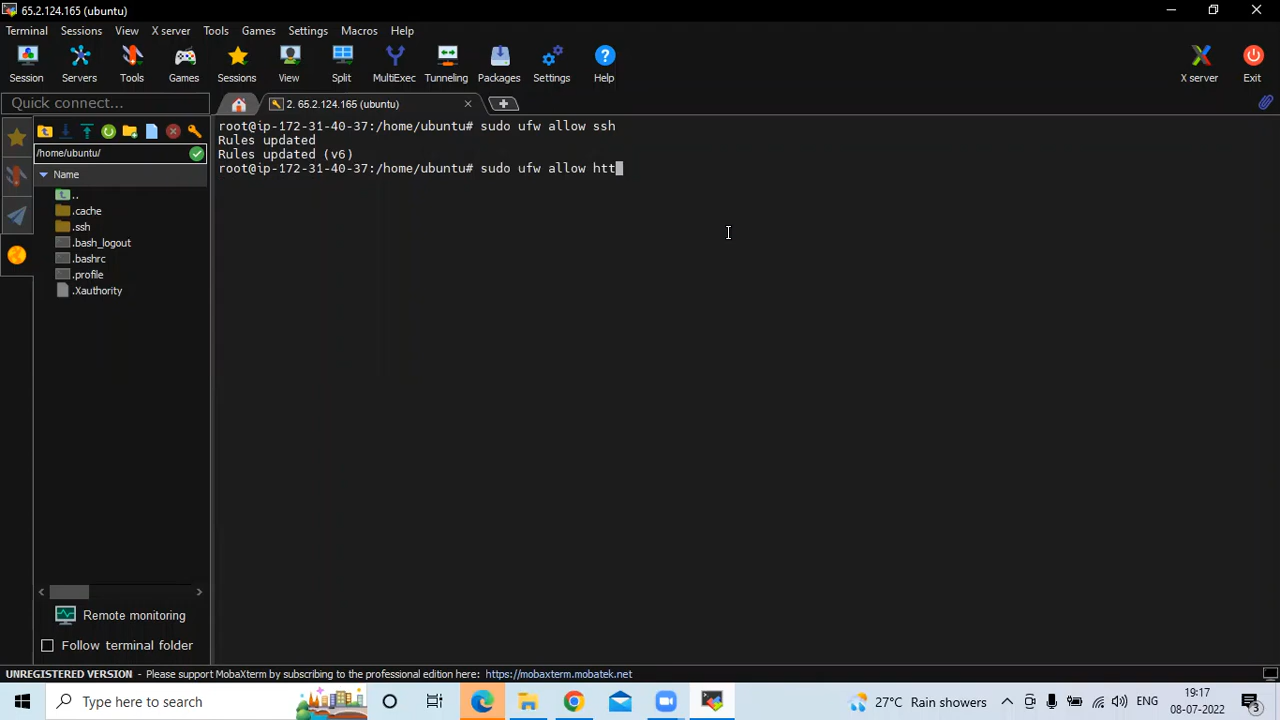 65.2.124.165 (ubuntu)
Terminal Sessions View X server Tools Games Settings Macros Help
Session Servers Tools Games Sessions View Split MultiExec Tunneling Packages Settings Help X server Exit
Quick connect... 2. 65.2.124.165 (ubuntu)
/home/ubuntu/
Name
..
.cache
.ssh
.bash_logout
.bashrc
.profile
.Xauthority
root@ip-172-31-40-37:/home/ubuntu# sudo ufw allow ssh
Rules updated
Rules updated (v6)
root@ip-172-31-40-37:/home/ubuntu# sudo ufw allow htt
Remote monitoring
Follow terminal folder
UNREGISTERED VERSION - Please support MobaXterm by subscribing to the professional edition here: https://mobaxterm.mobatek.net
Type here to search
27°C Rain showers
ENG
19:17
08-07-2022
3